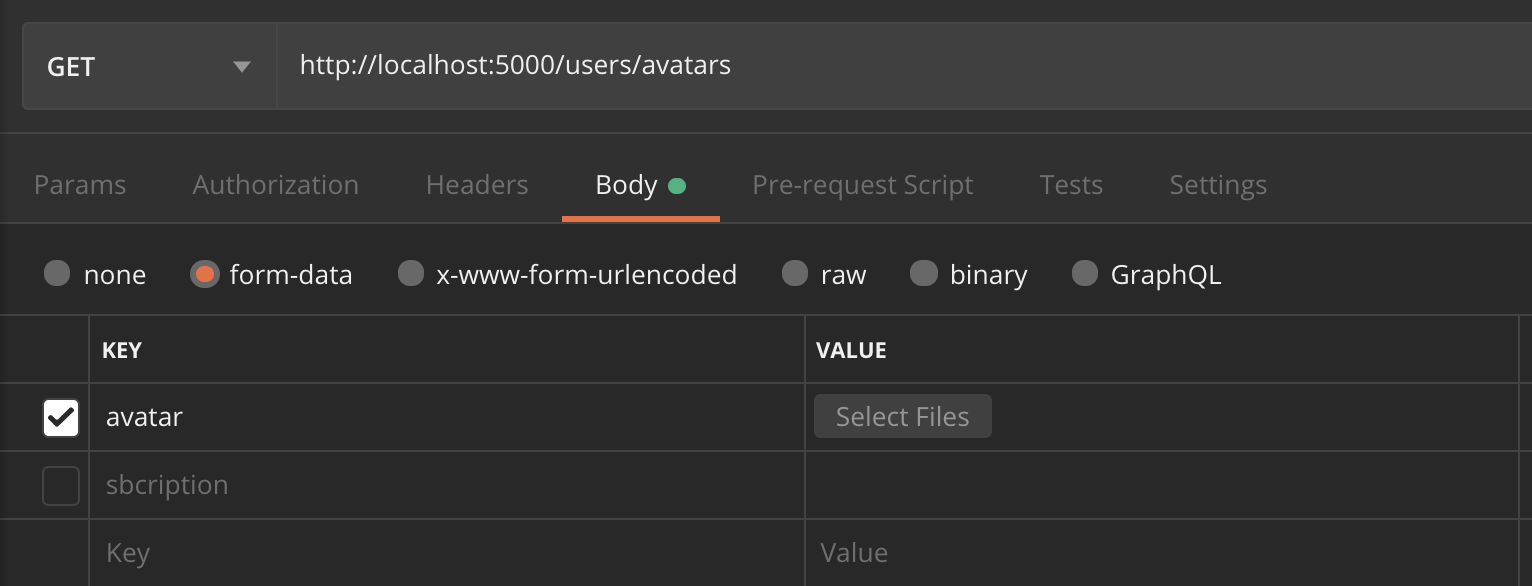 GET http://localhost:5000/users/avatars
Params Authorization Headers Body Pre-request Script Tests Settings
none form-data x-www-form-urlencoded raw binary GraphQL
KEY VALUE
avatar Select Files
sbcription
Key Value